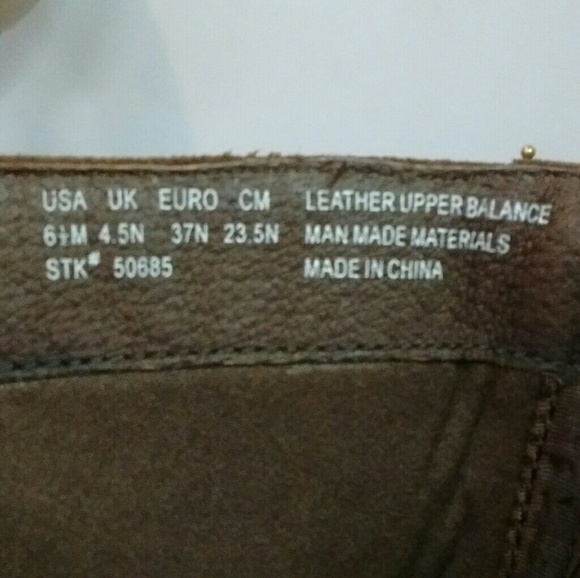 USA UK EURO CM
6½M 4.5N 37N 23.5N
STK# 50685
LEATHER UPPER BALANCE
MAN MADE MATERIALS
MADE IN CHINA